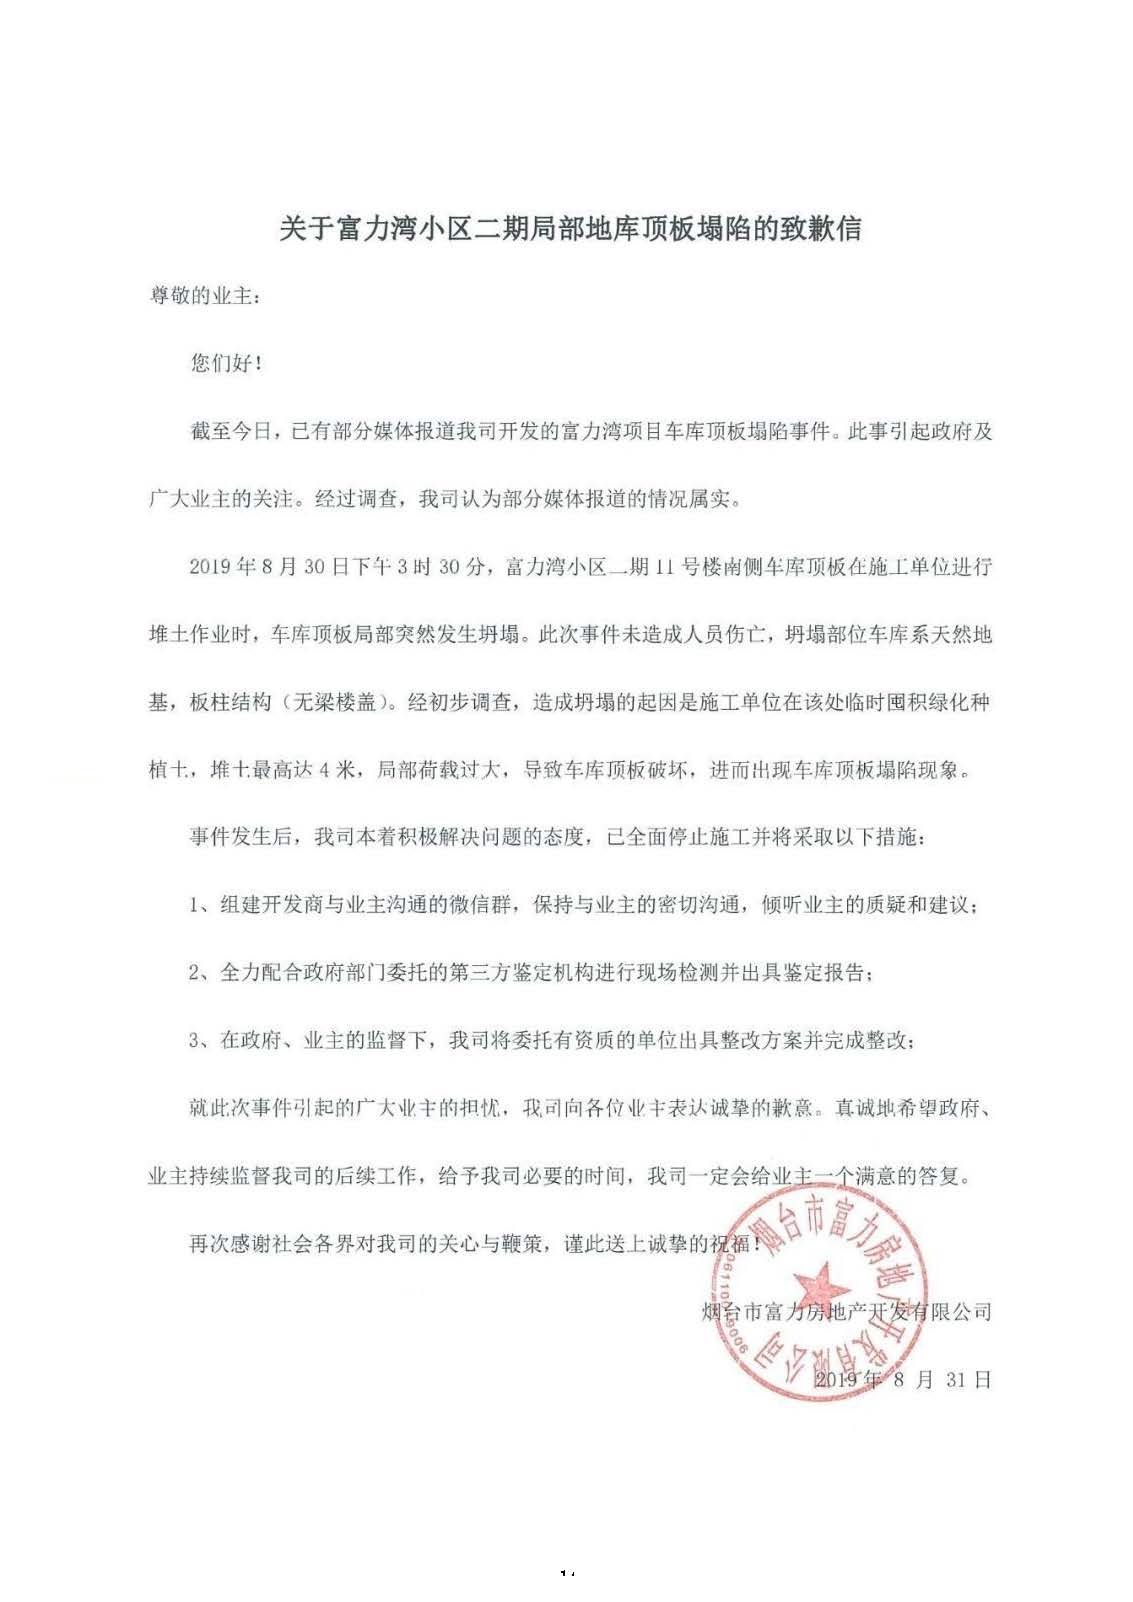 关于富力湾小区二期局部地库顶板塌陷的致歉信
尊敬的业主：
您们好！
截至今日，已有部分媒体报道我司开发的富力湾项目车库顶板塌陷事件。此事引起政府及
广大业主的关注。经过调查，我司认为部分媒体报道的情况属实。
2019 年 8 月 30 日下午 3 时 30 分，富力湾小区二期 11 号楼南侧车库顶板在施工单位进行
堆土作业时，车库顶板局部突然发生坍塌。此次事件未造成人员伤亡，坍塌部位车库系天然地
基，板柱结构（无梁楼盖）。经初步调查，造成坍塌的起因是施工单位在该处临时囤积绿化种
植土，堆土最高达 4 米，局部荷载过大，导致车库顶板破坏，进而出现车库顶板塌陷现象。
事件发生后，我司本着积极解决问题的态度，已全面停止施工并将采取以下措施：
1、组建开发商与业主沟通的微信群，保持与业主的密切沟通，倾听业主的质疑和建议；
2、全力配合政府部门委托的第三方鉴定机构进行现场检测并出具鉴定报告；
3、在政府、业主的监督下，我司将委托有资质的单位出具整改方案并完成整改；
就此次事件引起的广大业主的担忧，我司向各位业主表达诚挚的歉意。真诚地希望政府、
业主持续监督我司的后续工作，给予我司必要的时间，我司一定会给业主一个满意的答复。
再次感谢社会各界对我司的关心与鞭策，谨此送上诚挚的祝福！
烟台市富力房地产开发有限公司
2019 年 8 月 31 日
烟台市富力房地产开发有限公司